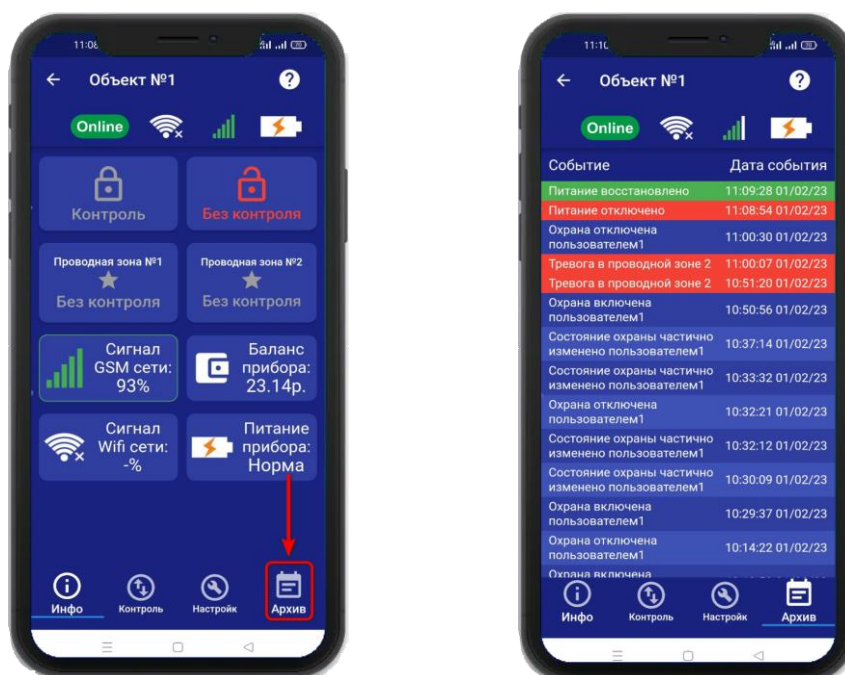 11:08
Объект №1
?
Online
Контроль
Без контроля
Проводная зона №1
Без контроля
Проводная зона №2
Без контроля
Сигнал
GSM сети:
93%
Баланс
прибора:
23.14р.
Сигнал
Wifi сети:
-%
Питание
прибора:
Норма
Инфо
Контроль
Настройк
Архив
11:10
Объект №1
?
Online
Событие Дата события
Питание восстановлено 11:09:28 01/02/23
Питание отключено 11:08:54 01/02/23
Охрана отключена
пользователем1 11:00:30 01/02/23
Тревога в проводной зоне 2 11:00:07 01/02/23
Тревога в проводной зоне 2 10:51:20 01/02/23
Охрана включена
пользователем1 10:50:56 01/02/23
Состояние охраны частично
изменено пользователем1 10:37:14 01/02/23
Состояние охраны частично
изменено пользователем1 10:33:32 01/02/23
Охрана отключена
пользователем1 10:32:21 01/02/23
Состояние охраны частично
изменено пользователем1 10:32:12 01/02/23
Состояние охраны частично
изменено пользователем1 10:30:09 01/02/23
Охрана включена
пользователем1 10:29:37 01/02/23
Охрана отключена
пользователем1 10:14:22 01/02/23
Охрана включена
Инфо
Контроль
Настройк
Архив